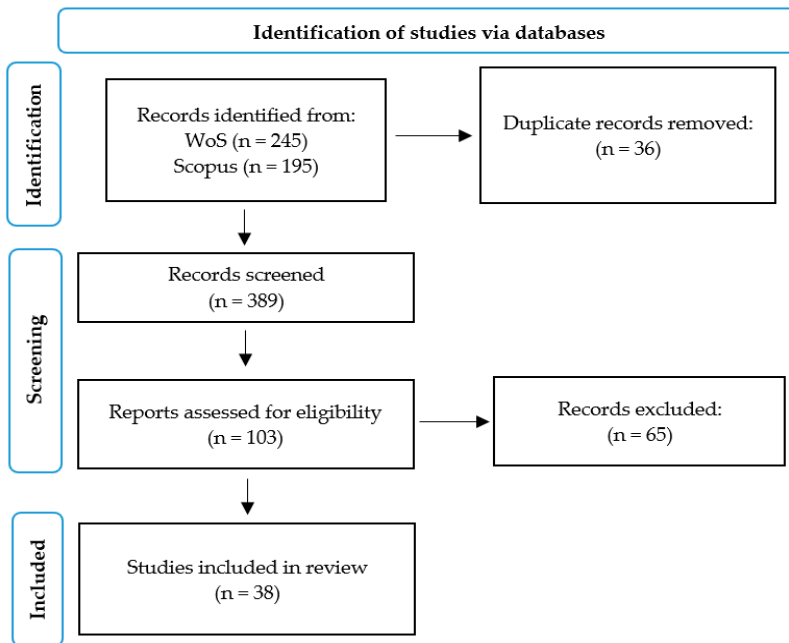 Identification of studies via databases
Identification
Records identified from:
WoS (n = 245)
Scopus (n = 195)
Duplicate records removed:
(n = 36)
Screening
Records screened
(n = 389)
Reports assessed for eligibility
(n = 103)
Records excluded:
(n = 65)
Included
Studies included in review
(n = 38)